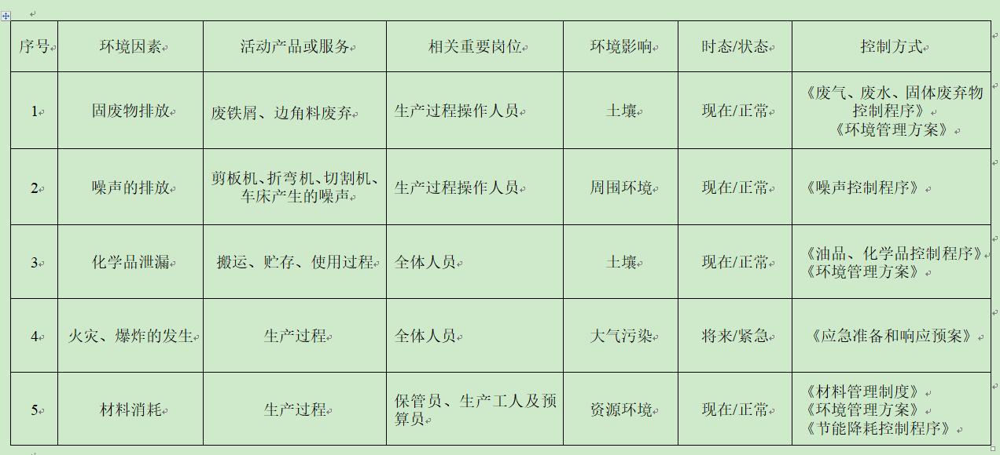 序号 环境因素 活动产品或服务 相关重要岗位 环境影响 时态/状态 控制方式
1 固废物排放 废铁屑、边角料废弃 生产过程操作人员 土壤 现在/正常 《废气、废水、固体废弃物
控制程序》
《环境管理方案》
2 噪声的排放 剪板机、折弯机、切割机、
车床产生的噪声 生产过程操作人员 周围环境 现在/正常 《噪声控制程序》
3 化学品泄漏 搬运、贮存、使用过程 全体人员 土壤 现在/正常 《油品、化学品控制程序》
《环境管理方案》
4 火灾、爆炸的发生 生产过程 全体人员 大气污染 将来/紧急 《应急准备和响应预案》
5 材料消耗 生产过程 保管员、生产工人及预
算员 资源环境 现在/正常 《材料管理制度》
《环境管理方案》
《节能降耗控制程序》